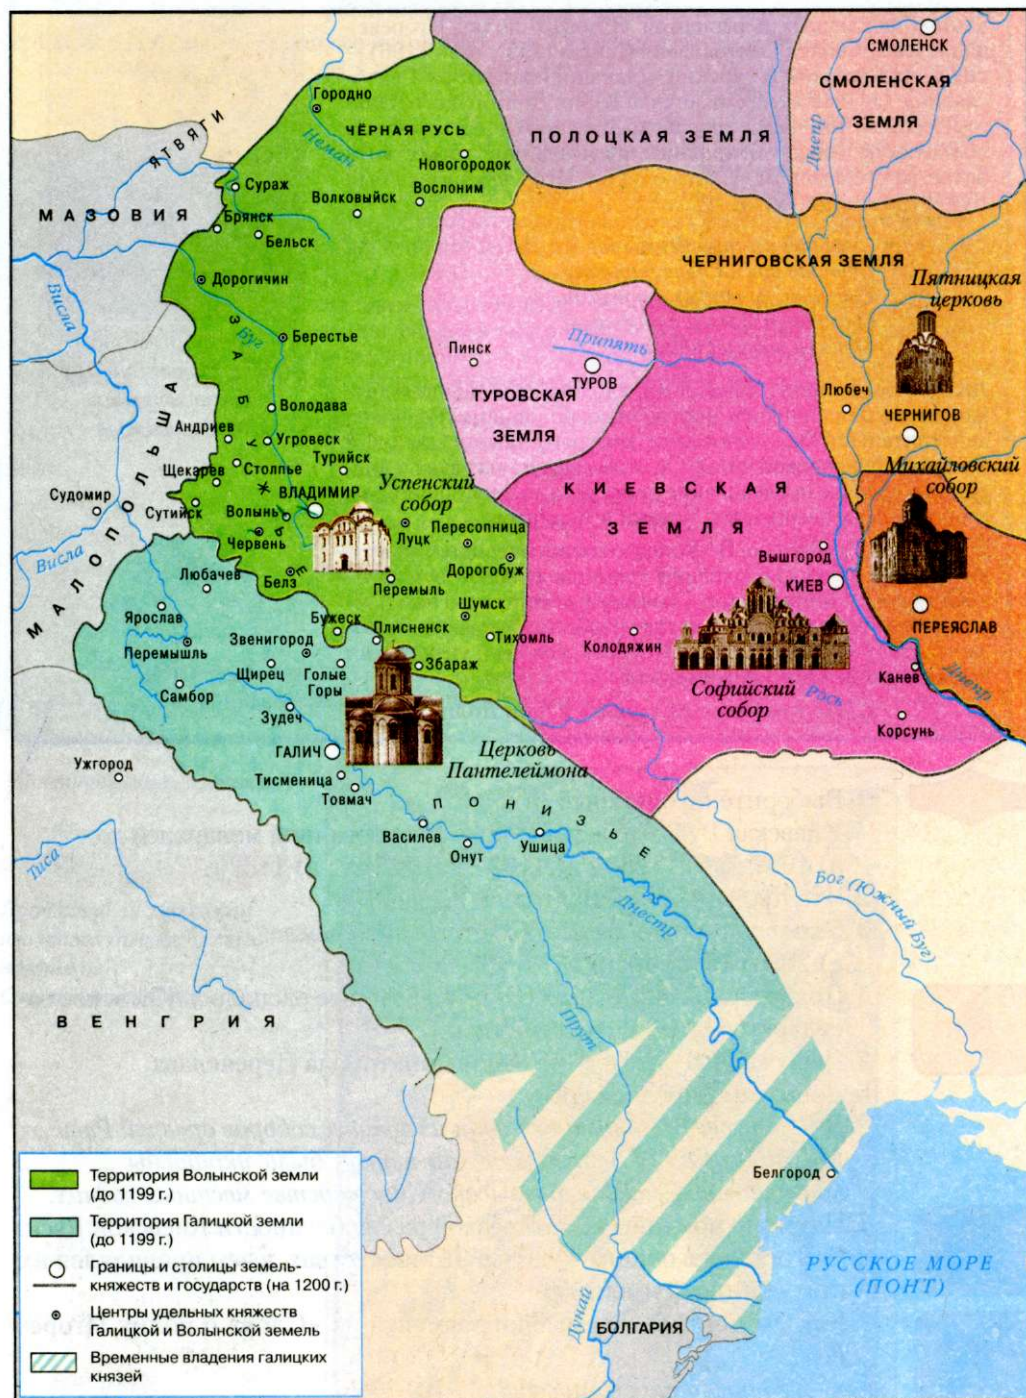 СМОЛЕНСК
СМОЛЕНСКАЯ
ЗЕМЛЯ
Днепр
ПОЛОЦКАЯ ЗЕМЛЯ
Городно
ЧЁРНАЯ РУСЬ
Неман
Новогородок
ЯТВЯГИ
Сураж
Волковыйск
Вослоним
МАЗОВИЯ
Брянск
Бельск
ЧЕРНИГОВСКАЯ ЗЕМЛЯ
Пятницкая
церковь
Дорогичин
Висла
Буг
Берестье
ЗАБУЖЬЕ
Пинск
Припять
ТУРОВ
ТУРОВСКАЯ
ЗЕМЛЯ
Любеч
ЧЕРНИГОВ
Володава
Андриев
Угровеск
Столпье
Турийск
Щекарев
МАЛОПОЛЬША
Судомир
Сутийск
Волынь
ВЛАДИМИР
Успенский
собор
Луцк
Пересопница
Червень
Дорогобуж
Белз
Перемыль
Шумск
Тихомль
КИЕВСКАЯ
ЗЕМЛЯ
Михайловский
собор
Вышгород
КИЕВ
ПЕРЕЯСЛАВ
Висла
Любачев
Ярослав
Перемышль
Бужеск
Плисненск
Звенигород
Щирец
Голые
Горы
Збараж
Самбор
Зудеч
Колодяжин
Софийский
собор
Рось
Канев
Днепр
Корсунь
ГАЛИЧ
Церковь
Пантелеймона
Ужгород
Тисменица
Товмач
ПОНИЗЬЕ
Василев
Онут
Ушица
Тиса
Днестр
Бог (Южный Буг)
ВЕНГРИЯ
Прут
Белгород
РУССКОЕ МОРЕ
(ПОНТ)
Дунай
БОЛГАРИЯ
Территория Волынской земли
(до 1199 г.)
Территория Галицкой земли
(до 1199 г.)
Границы и столицы земель-
княжеств и государств (на 1200 г.)
Центры удельных княжеств
Галицкой и Волынской земель
Временные владения галицких
князей